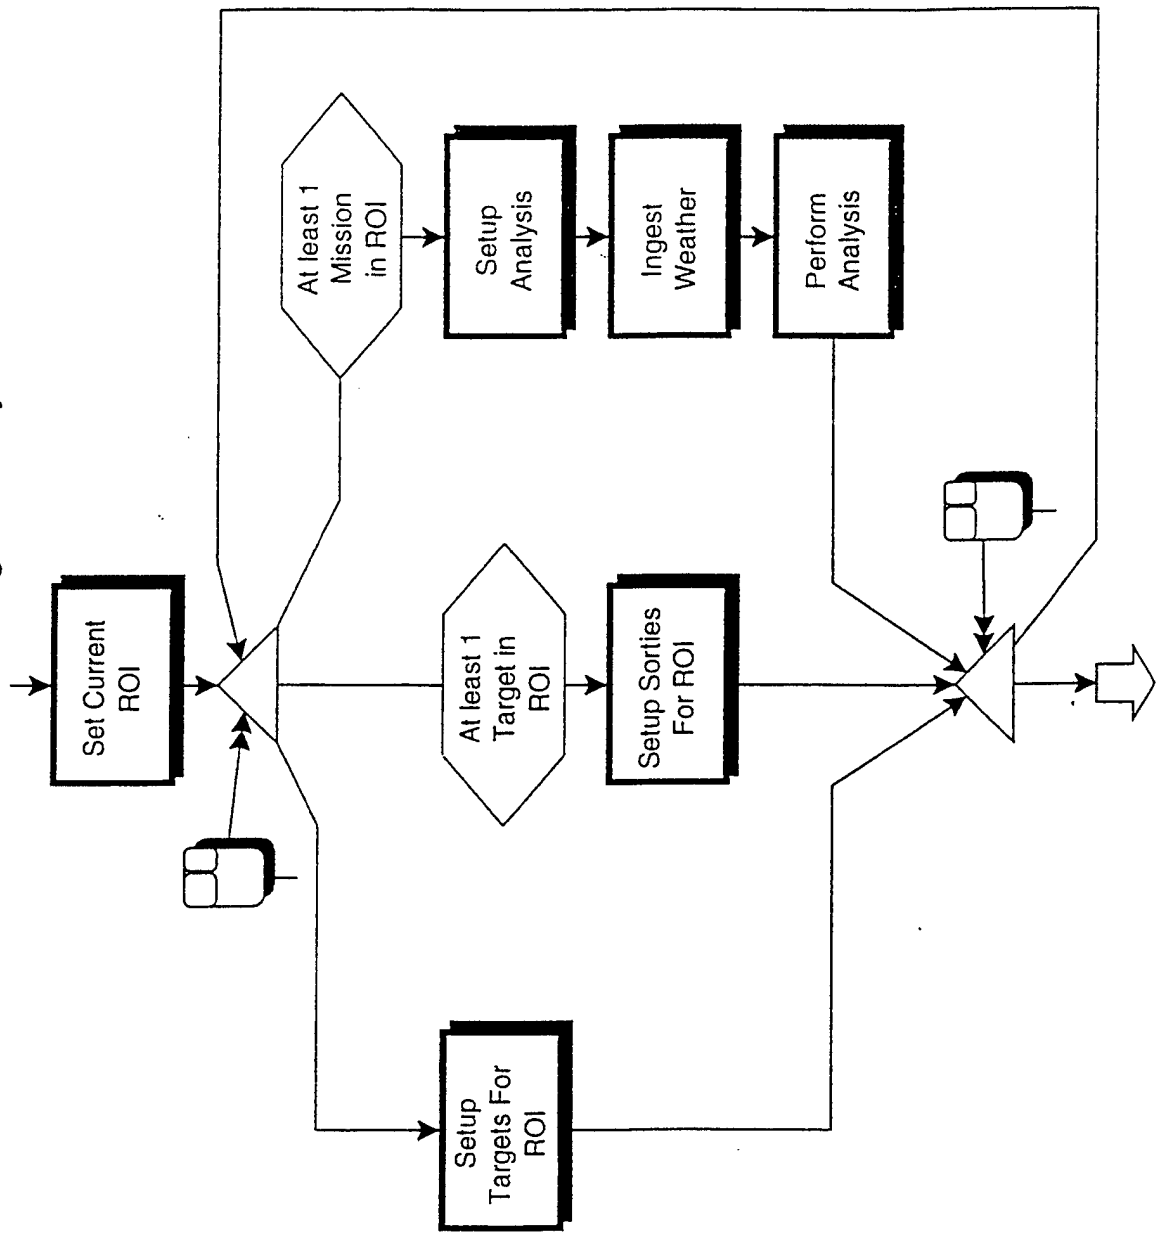 Set Current
ROI
At least 1
Mission
in ROI
Setup
Analysis
Ingest
Weather
Perform
Analysis
At least 1
Target in
ROI
Setup Sorties
For ROI
Setup
Targets For
ROI